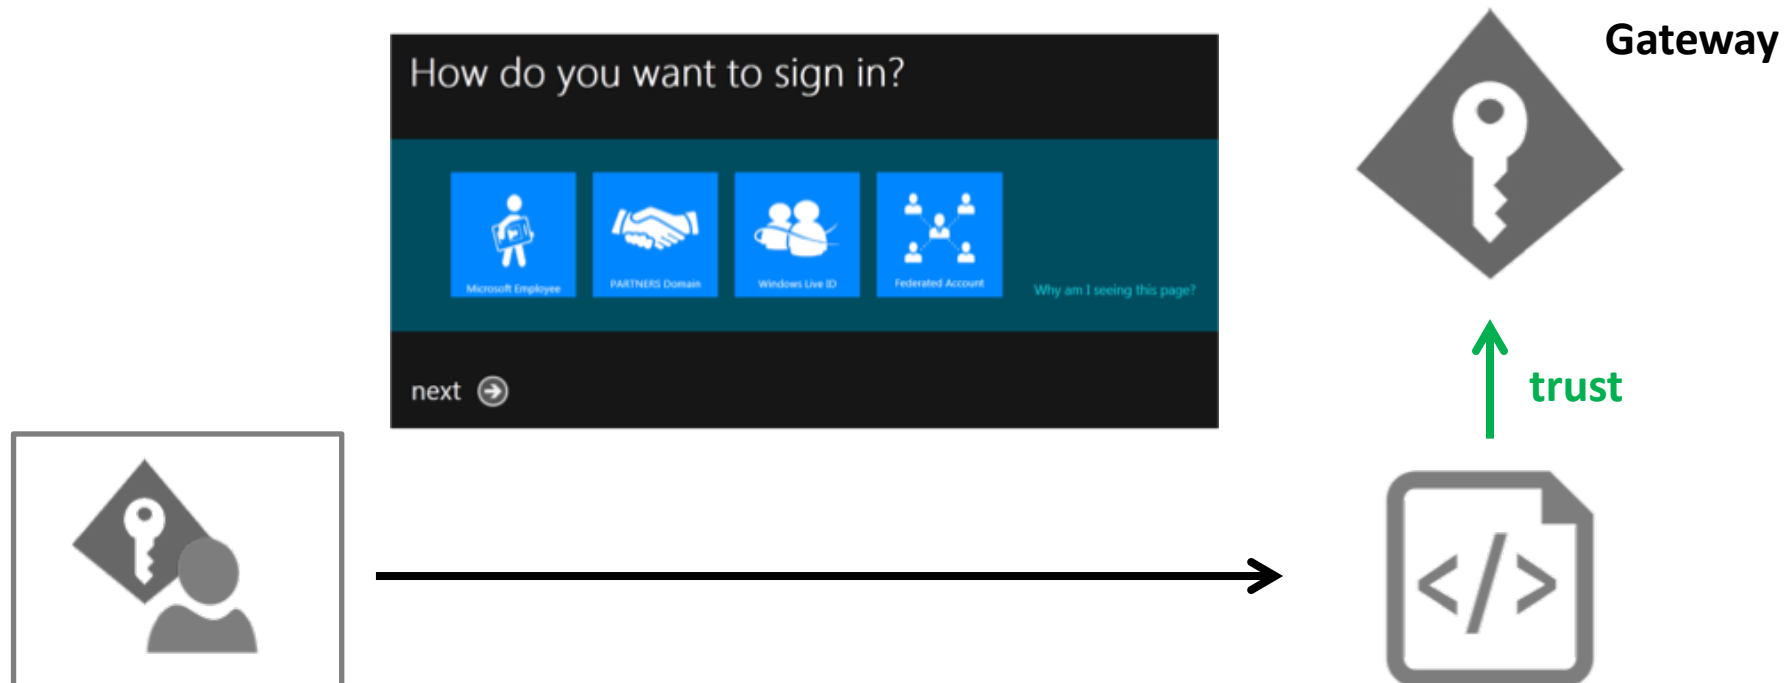 Gateway
How do you want to sign in?
Microsoft Employee
PARTNERS Domain
Windows Live ID
Federated Account
Why am I seeing this page?
next
trust
</>